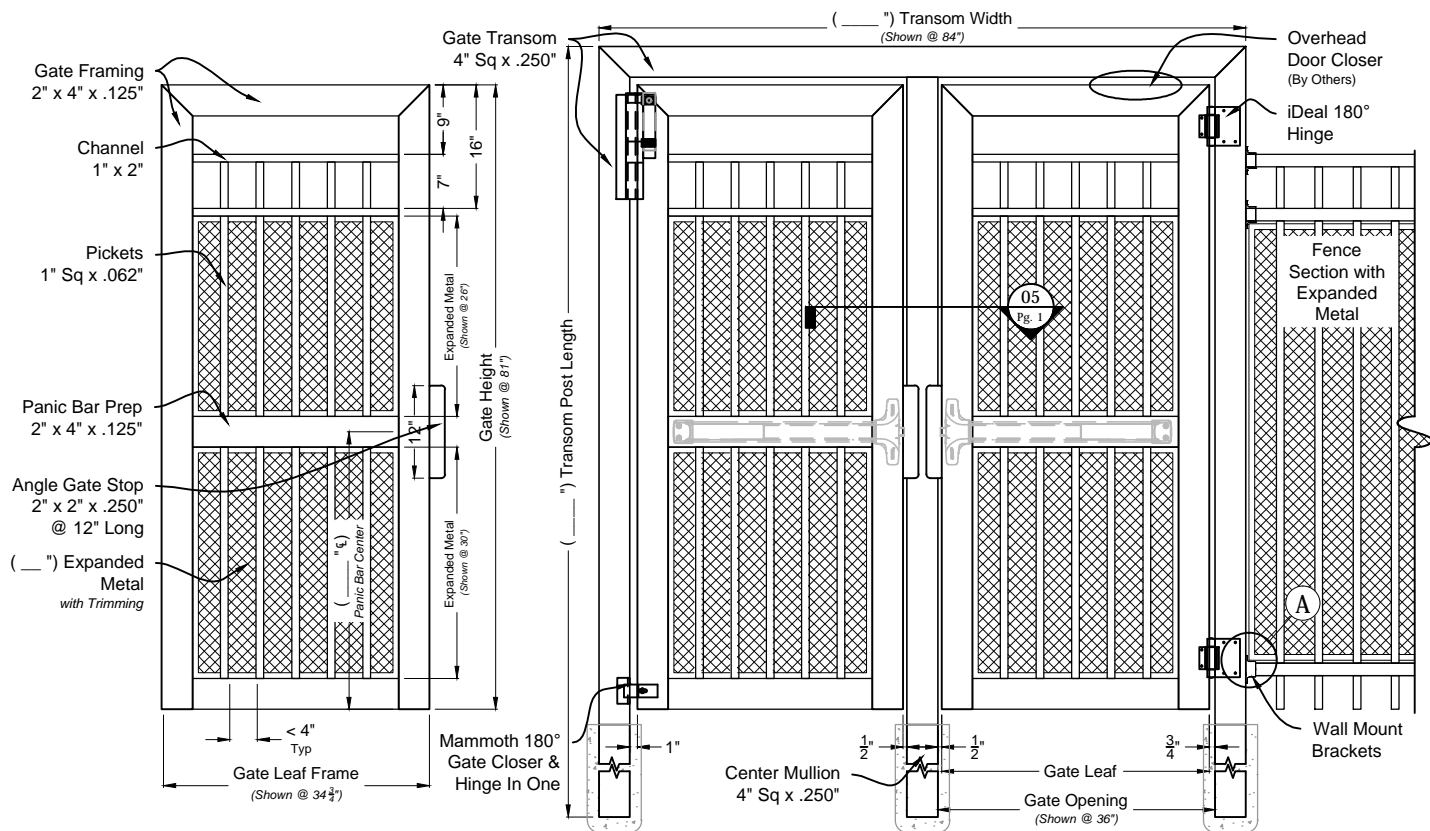 ( ____ ") Transom Width
(Shown @ 84")
Gate Transom
4" Sq x .250"
Overhead
Door Closer
(By Others)
iDeal 180°
Hinge
Gate Framing
2" x 4" x .125"
Channel
1" x 2"
Pickets
1" Sq x .062"
Panic Bar Prep
2" x 4" x .125"
Angle Gate Stop
2" x 2" x .250"
@ 12" Long
( __ ") Expanded
Metal
with Trimming
9"
16"
7"
Expanded Metal
(Shown @ 26")
12"
Gate Height
(Shown @ 81")
Expanded Metal
(Shown @ 30")
( ____ " ℄)
Panic Bar Center
( ____ ") Transom Post Length
05
Pg. 1
Fence
Section with
Expanded
Metal
A
Wall Mount
Brackets
< 4"
Typ
Gate Leaf Frame
(Shown @ 34 3/4")
Mammoth 180°
Gate Closer &
Hinge In One
1"
1/2"
1/2"
3/4"
Center Mullion
4" Sq x .250"
Gate Leaf
Gate Opening
(Shown @ 36")